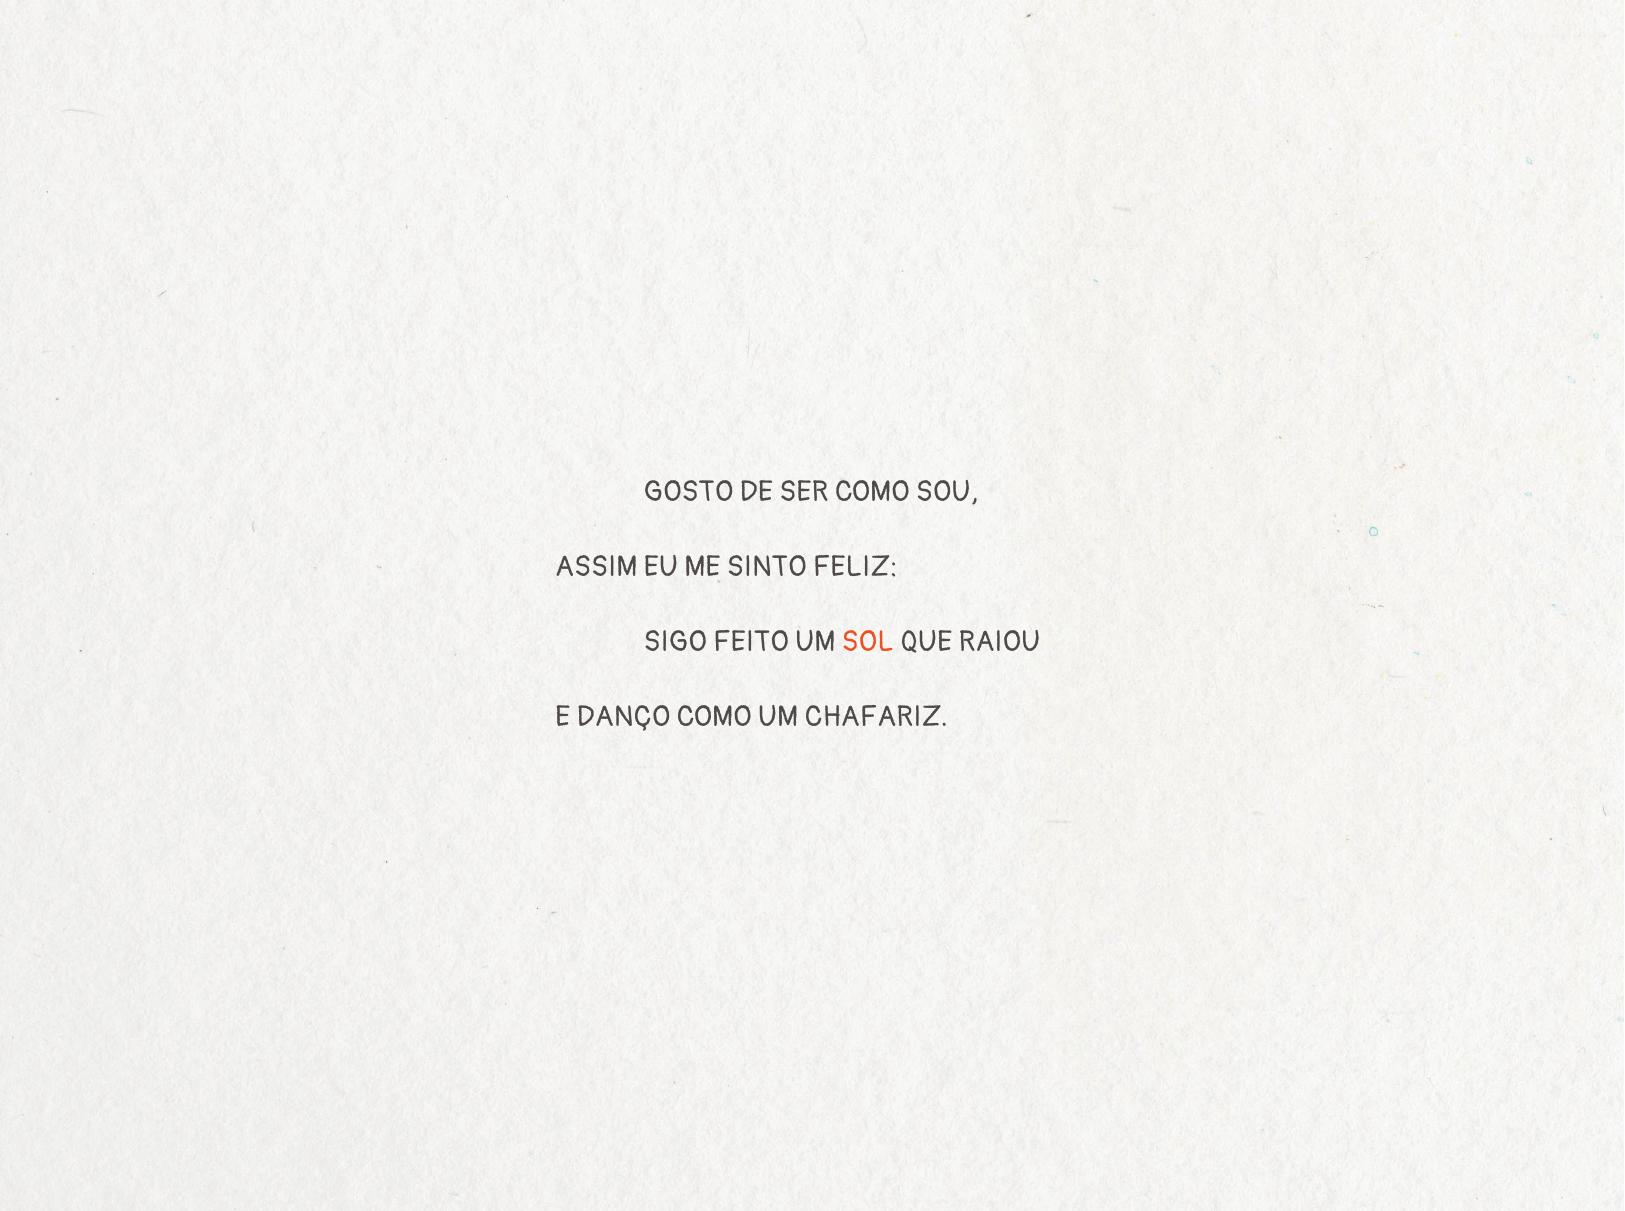 GOSTO DE SER COMO SOU,
ASSIM EU ME SINTO FELIZ:
SIGO FEITO UM SOL QUE RAIOU
E DANÇO COMO UM CHAFARIZ.